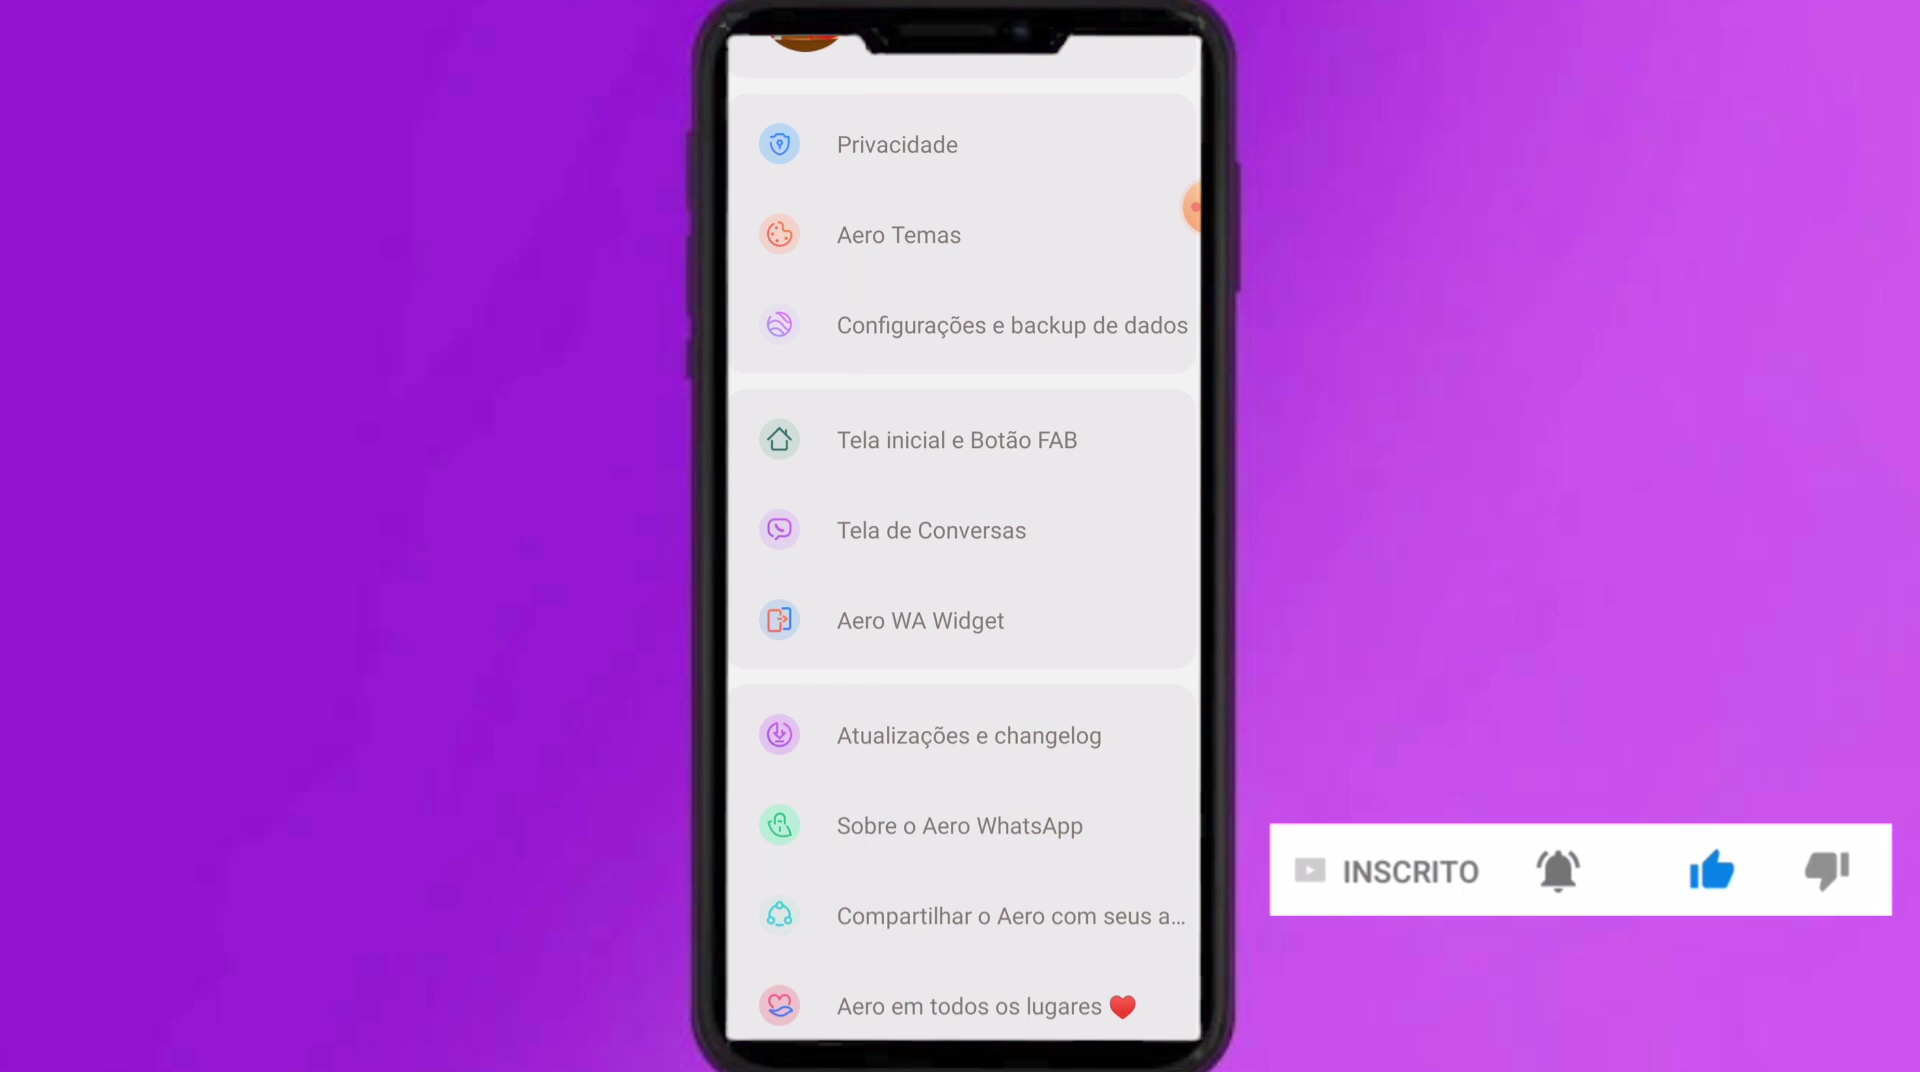 Privacidade
Aero Temas
Configurações e backup de dados
Tela inicial e Botão FAB
Tela de Conversas
Aero WA Widget
Atualizações e changelog
Sobre o Aero WhatsApp
Compartilhar o Aero com seus a...
Aero em todos os lugares ❤️
INSCRITO